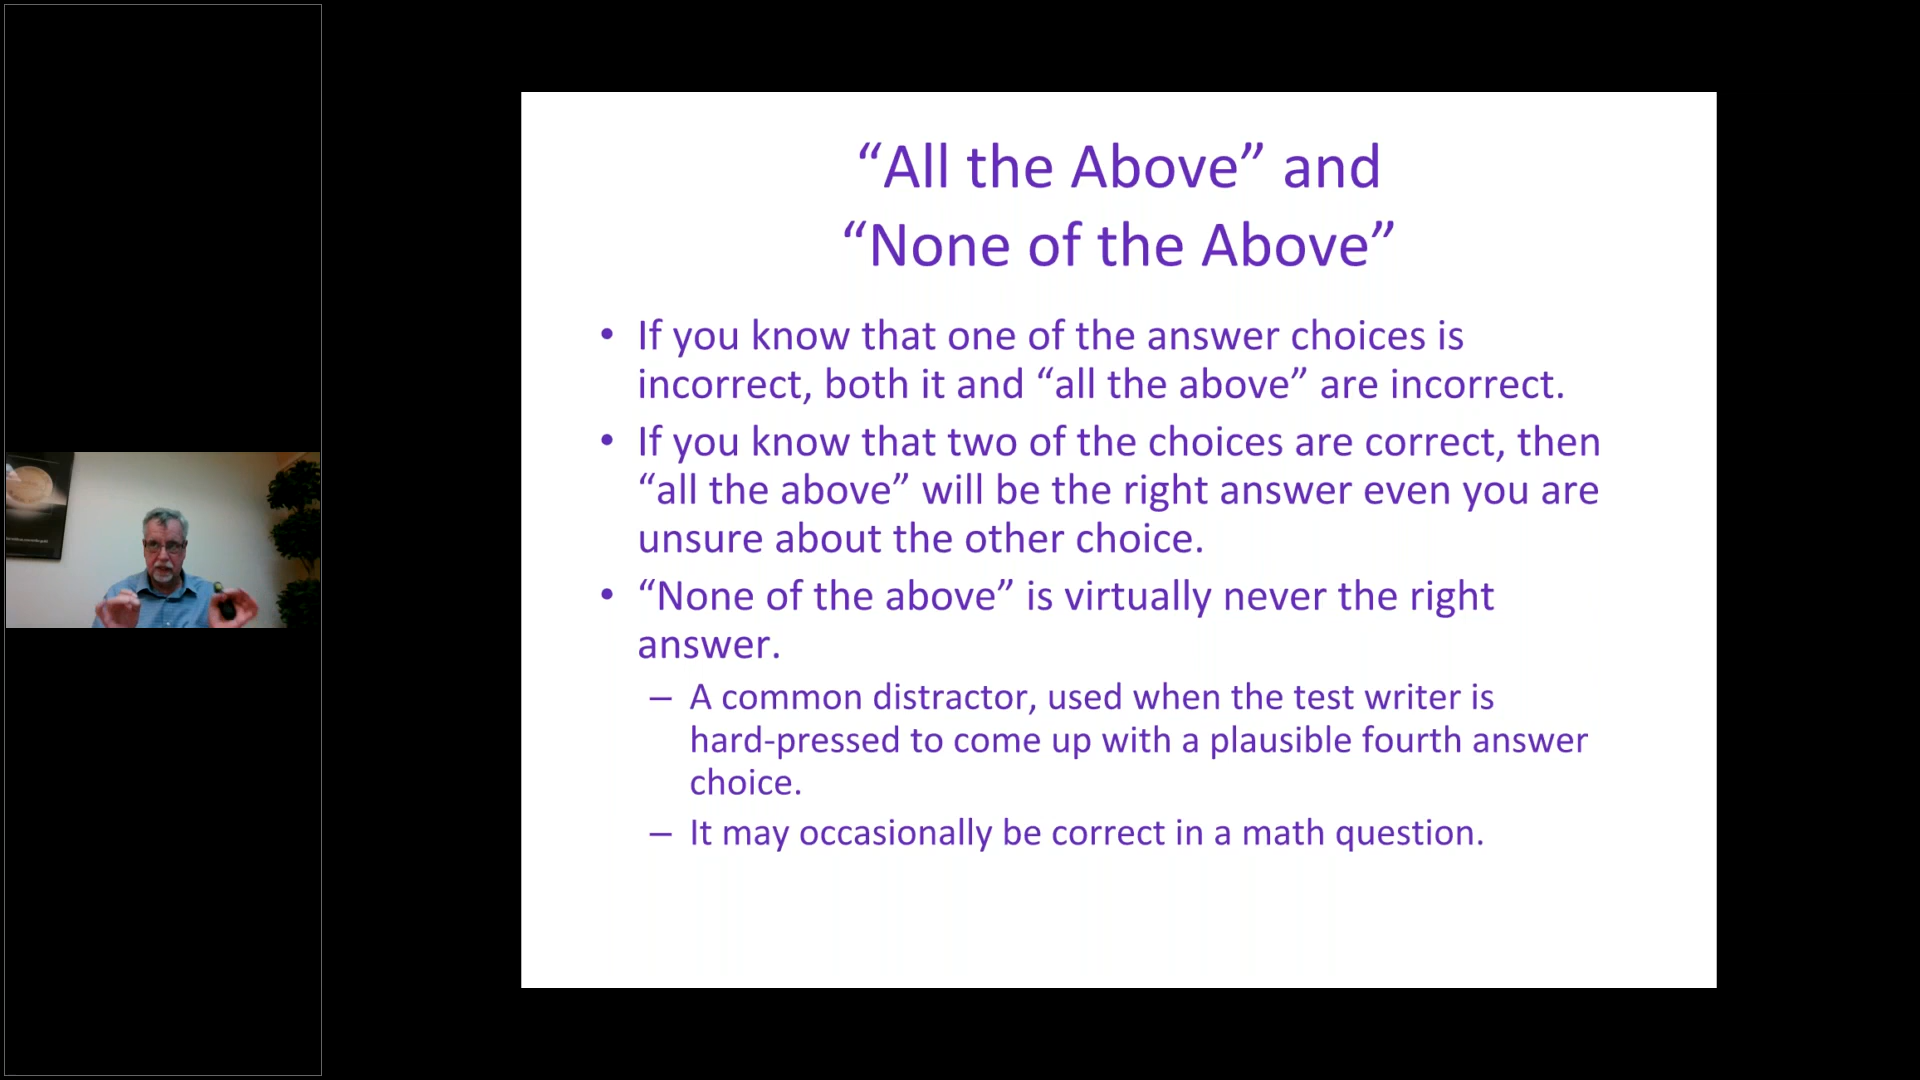 “All the Above” and
“None of the Above”
• If you know that one of the answer choices is
incorrect, both it and “all the above” are incorrect.
• If you know that two of the choices are correct, then
“all the above” will be the right answer even you are
unsure about the other choice.
• “None of the above” is virtually never the right
answer.
– A common distractor, used when the test writer is
hard-pressed to come up with a plausible fourth answer
choice.
– It may occasionally be correct in a math question.